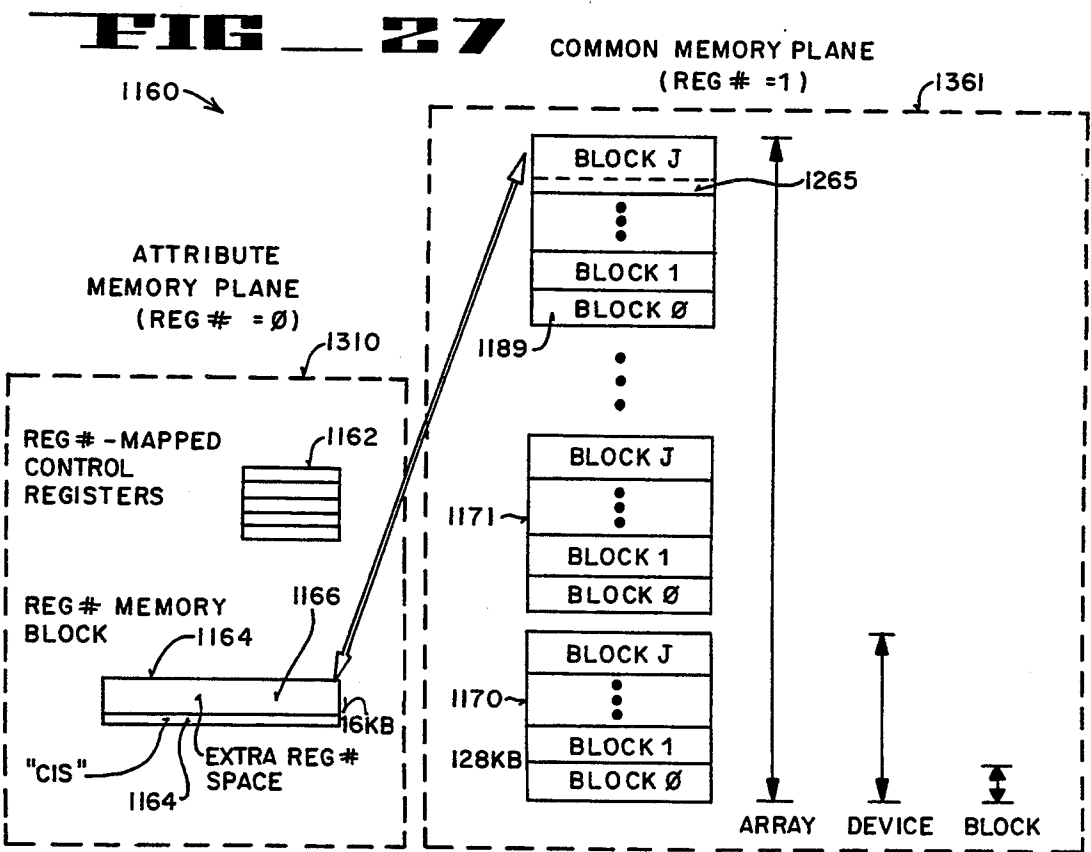 FIG__27
1160
COMMON MEMORY PLANE
(REG# =1)
1361
BLOCK J
1265
BLOCK 1
BLOCK Ø
1189
ATTRIBUTE
MEMORY PLANE
(REG# =Ø)
1310
REG#-MAPPED
CONTROL
REGISTERS
1162
REG# MEMORY
BLOCK
1164
1166
16KB
"CIS"
1164
EXTRA REG#
SPACE
BLOCK J
1171
BLOCK 1
BLOCK Ø
BLOCK J
1170
128KB
BLOCK 1
BLOCK Ø
ARRAY DEVICE BLOCK